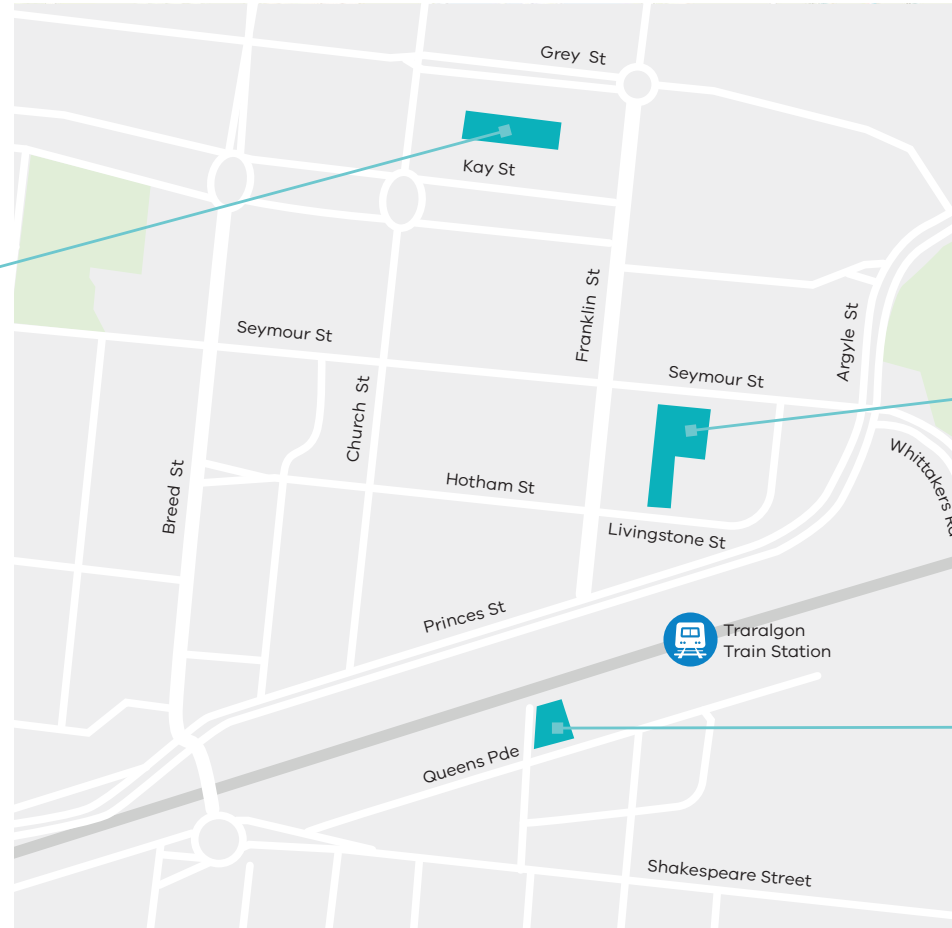 Grey St
Kay St
Franklin St
Argyle St
Seymour St
Seymour St
Church St
Breed St
Hotham St
Whittakers Rd
Livingstone St
Princes St
Traralgon
Train Station
Queens Pde
Shakespeare Street